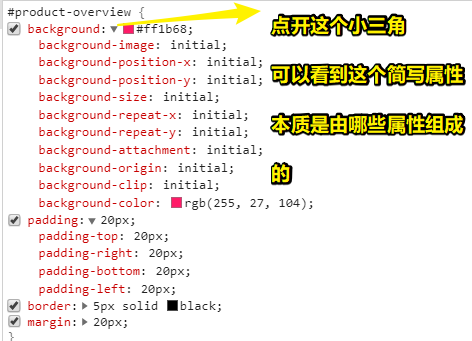 #product-overview {
background: #ff1b68;
background-image: initial;
background-position-x: initial;
background-position-y: initial;
background-size: initial;
background-repeat-x: initial;
background-repeat-y: initial;
background-attachment: initial;
background-origin: initial;
background-clip: initial;
background-color: rgb(255, 27, 104);
padding: 20px;
padding-top: 20px;
padding-right: 20px;
padding-bottom: 20px;
padding-left: 20px;
border: 5px solid black;
margin: 20px;
}
点开这个小三角
可以看到这个简写属性
本质是由哪些属性组成
的